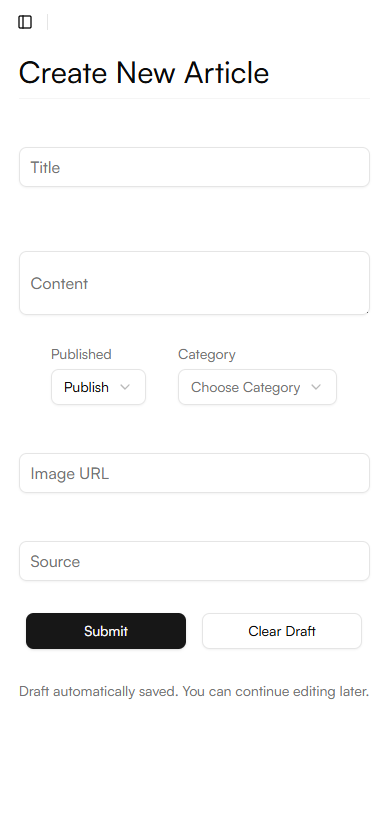 Create New Article
Title
Content
Published Category
Publish Choose Category
Image URL
Source
Submit Clear Draft
Draft automatically saved. You can continue editing later.